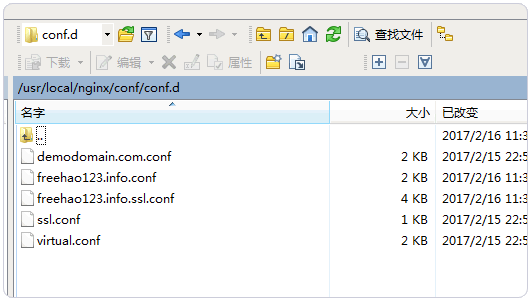 conf.d 查找文件
下载 编辑 属性
/usr/local/nginx/conf/conf.d
名字 大小 已改变
.. 2017/2/16 11:3
demodomain.com.conf 2 KB 2017/2/15 22:5
freehao123.info.conf 2 KB 2017/2/16 11:3
freehao123.info.ssl.conf 4 KB 2017/2/16 11:3
ssl.conf 1 KB 2017/2/15 22:5
virtual.conf 2 KB 2017/2/15 22:5